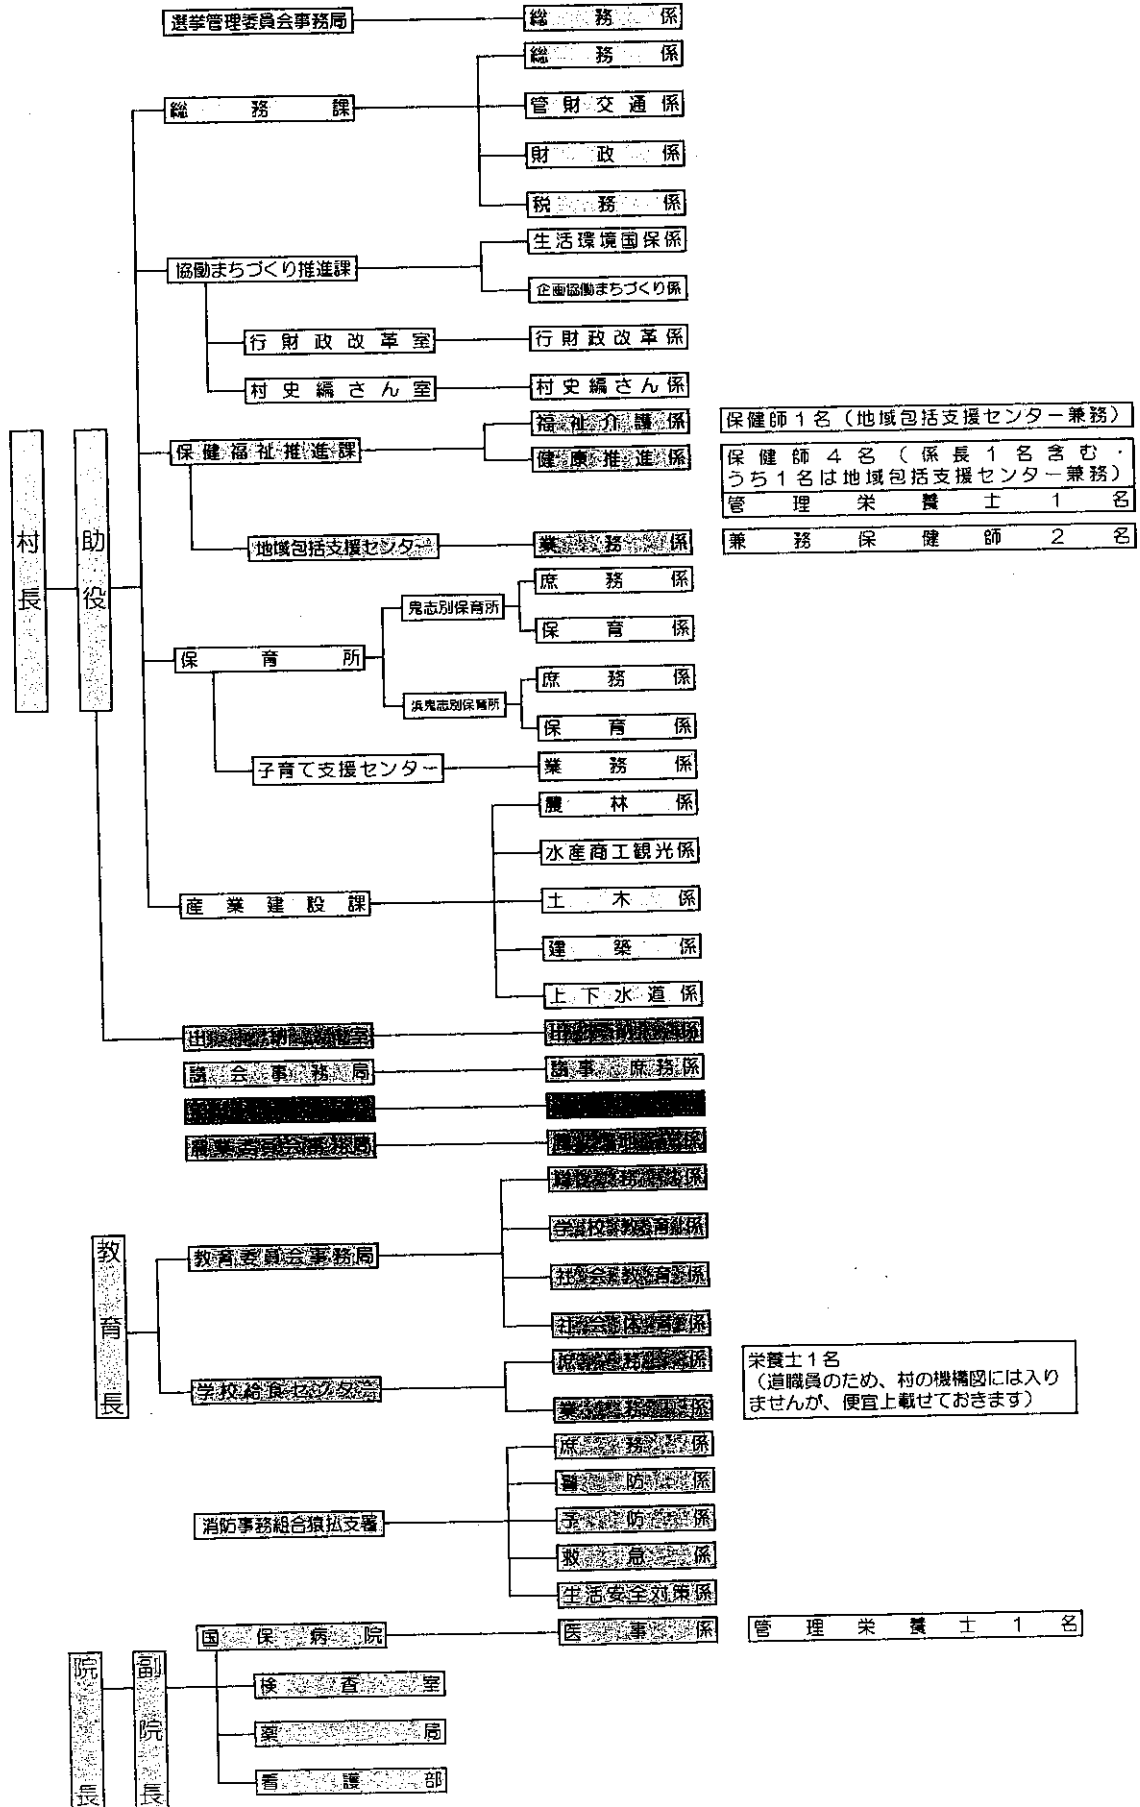 選挙管理委員会事務局 総務係
総務係
総務課 管財交通係
財政係
税務係
生活環境国保係
協働まちづくり推進課
企画協働まちづくり係
行財政改革室 行財政改革係
村史編さん室 村史編さん係
福祉介護係 保健師1名(地域包括支援センター兼務)
保健福祉推進課
健康推進係 保健師4名(係長1名含む・
うち1名は地域包括支援センター兼務)
管理栄養士1名
地域包括支援センター 業務係 兼務保健師2名
村長
助役
庶務係
鬼志別保育所
保育係
保育所
庶務係
浜鬼志別保育所
保育係
子育て支援センター 業務係
農林係
水産商工観光係
産業建設課 土木係
建築係
上下水道係
議会事務局 議事庶務係
農業委員会事務局
教育長
教育委員会事務局
学校教育係
社会教育係
社会体育係
学校給食センター
栄養士1名
(道職員のため、村の機構図には入り
ませんが、便宜上載せておきます)
庶務係
警防係
消防事務組合猿払支署 予防係
救急係
生活安全対策係
国保病院 医事係 管理栄養士1名
院長
副院長
検査室
薬局
看護部